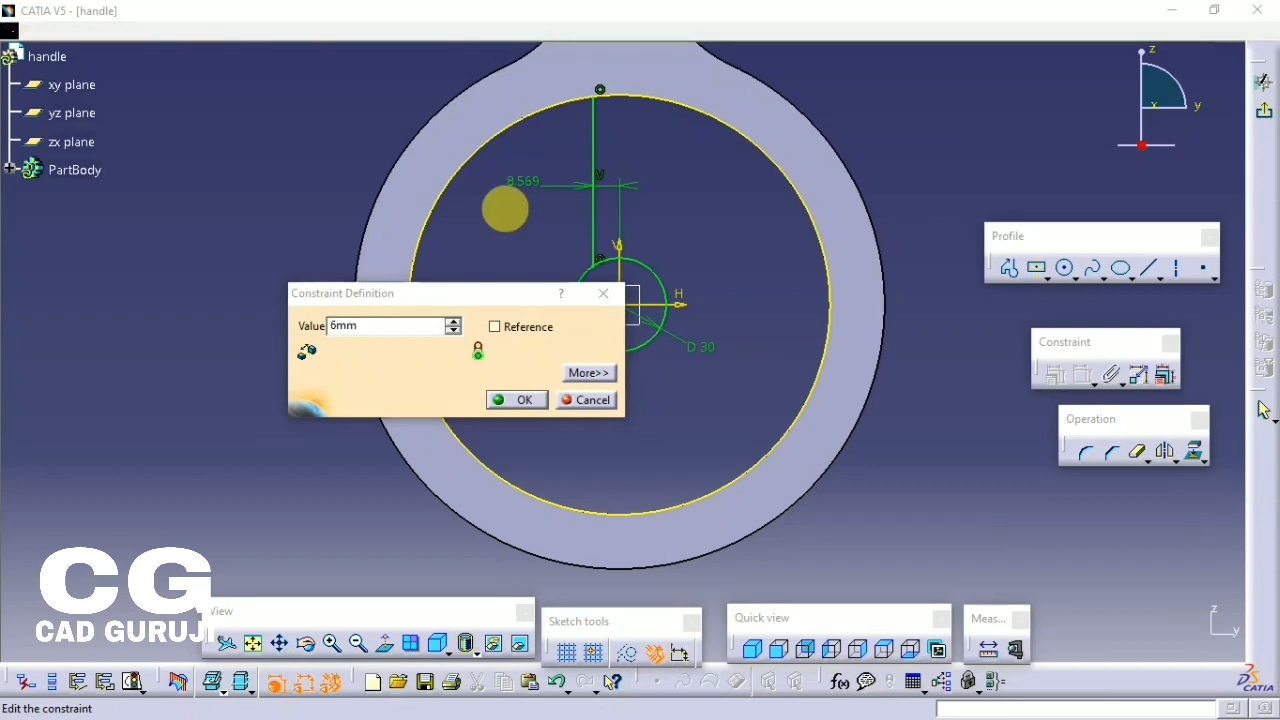 CATIA V5 - [handle]
handle
xy plane
yz plane
zx plane
PartBody
z
x
y
8.569
V
V
H
D 30
Constraint Definition
?
Value
6mm
Reference
More>>
OK
Cancel
Profile
Constraint
Operation
CG
CAD GURUJI
View
Sketch tools
Quick view
Meas...
z
y
f(x)
CATIA
Edit the constraint